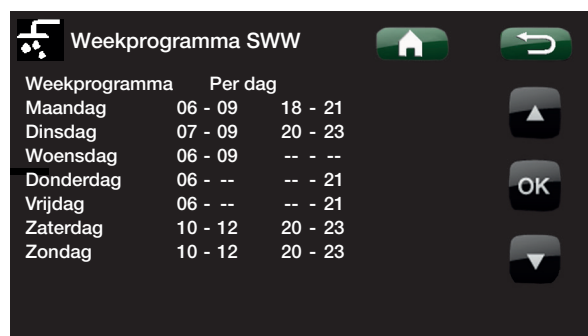 Weekprogramma SWW
Weekprogramma Per dag
Maandag 06 - 09 18 - 21
Dinsdag 07 - 09 20 - 23
Woensdag 06 - 09 -- - --
Donderdag 06 - -- -- - 21
Vrijdag 06 - -- -- - 21
Zaterdag 10 - 12 20 - 23
Zondag 10 - 12 20 - 23
OK